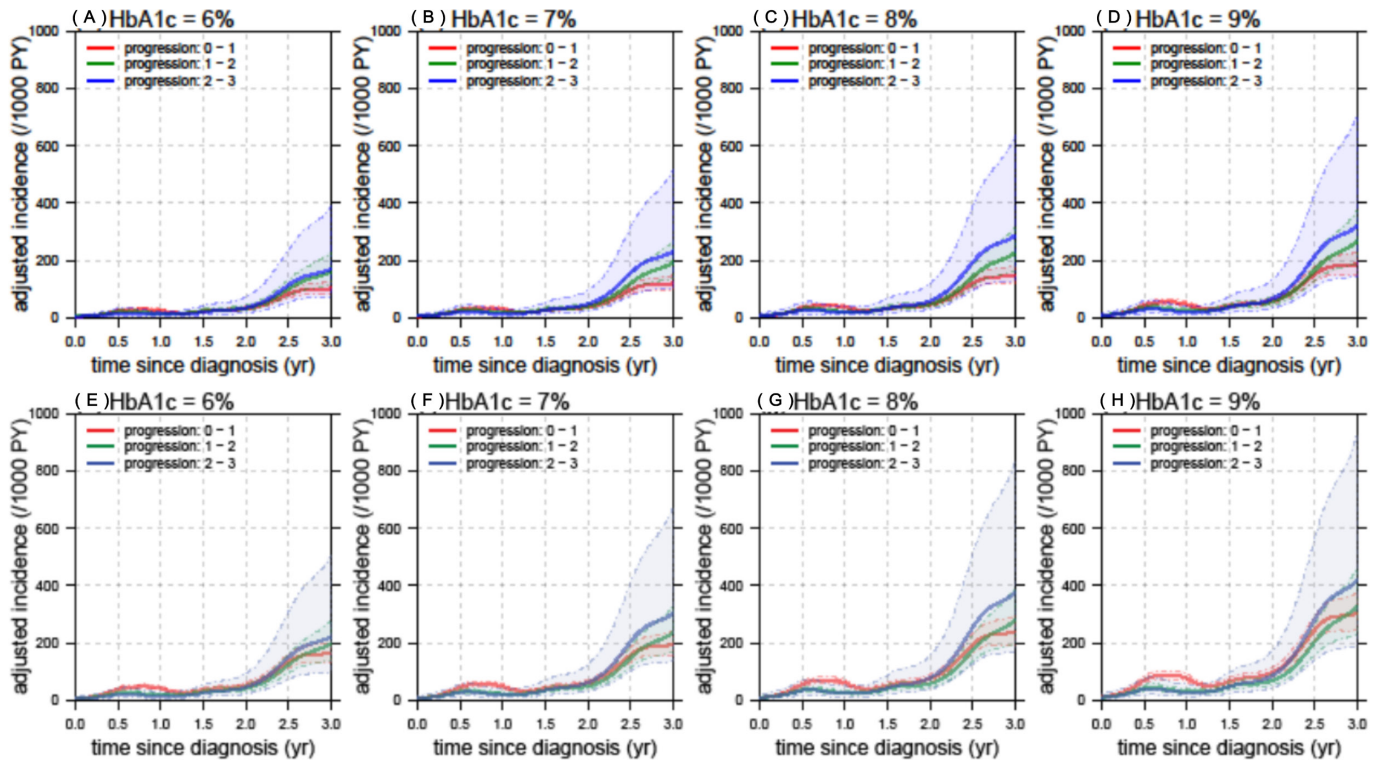 ( A ) HbA1c = 6%
1000
800
600
400
200
0
adjusted incidence (/1000 PY)
progression: 0 – 1
progression: 1 – 2
progression: 2 – 3
0.0 0.5 1.0 1.5 2.0 2.5 3.0
time since diagnosis (yr)
( B ) HbA1c = 7%
1000
800
600
400
200
0
adjusted incidence (/1000 PY)
progression: 0 – 1
progression: 1 – 2
progression: 2 – 3
0.0 0.5 1.0 1.5 2.0 2.5 3.0
time since diagnosis (yr)
( C ) HbA1c = 8%
1000
800
600
400
200
0
adjusted incidence (/1000 PY)
progression: 0 – 1
progression: 1 – 2
progression: 2 – 3
0.0 0.5 1.0 1.5 2.0 2.5 3.0
time since diagnosis (yr)
( D ) HbA1c = 9%
1000
800
600
400
200
0
adjusted incidence (/1000 PY)
progression: 0 – 1
progression: 1 – 2
progression: 2 – 3
0.0 0.5 1.0 1.5 2.0 2.5 3.0
time since diagnosis (yr)
( E ) HbA1c = 6%
1000
800
600
400
200
0
adjusted incidence (/1000 PY)
progression: 0 – 1
progression: 1 – 2
progression: 2 – 3
0.0 0.5 1.0 1.5 2.0 2.5 3.0
time since diagnosis (yr)
( F ) HbA1c = 7%
1000
800
600
400
200
0
adjusted incidence (/1000 PY)
progression: 0 – 1
progression: 1 – 2
progression: 2 – 3
0.0 0.5 1.0 1.5 2.0 2.5 3.0
time since diagnosis (yr)
( G ) HbA1c = 8%
1000
800
600
400
200
0
adjusted incidence (/1000 PY)
progression: 0 – 1
progression: 1 – 2
progression: 2 – 3
0.0 0.5 1.0 1.5 2.0 2.5 3.0
time since diagnosis (yr)
( H ) HbA1c = 9%
1000
800
600
400
200
0
adjusted incidence (/1000 PY)
progression: 0 – 1
progression: 1 – 2
progression: 2 – 3
0.0 0.5 1.0 1.5 2.0 2.5 3.0
time since diagnosis (yr)